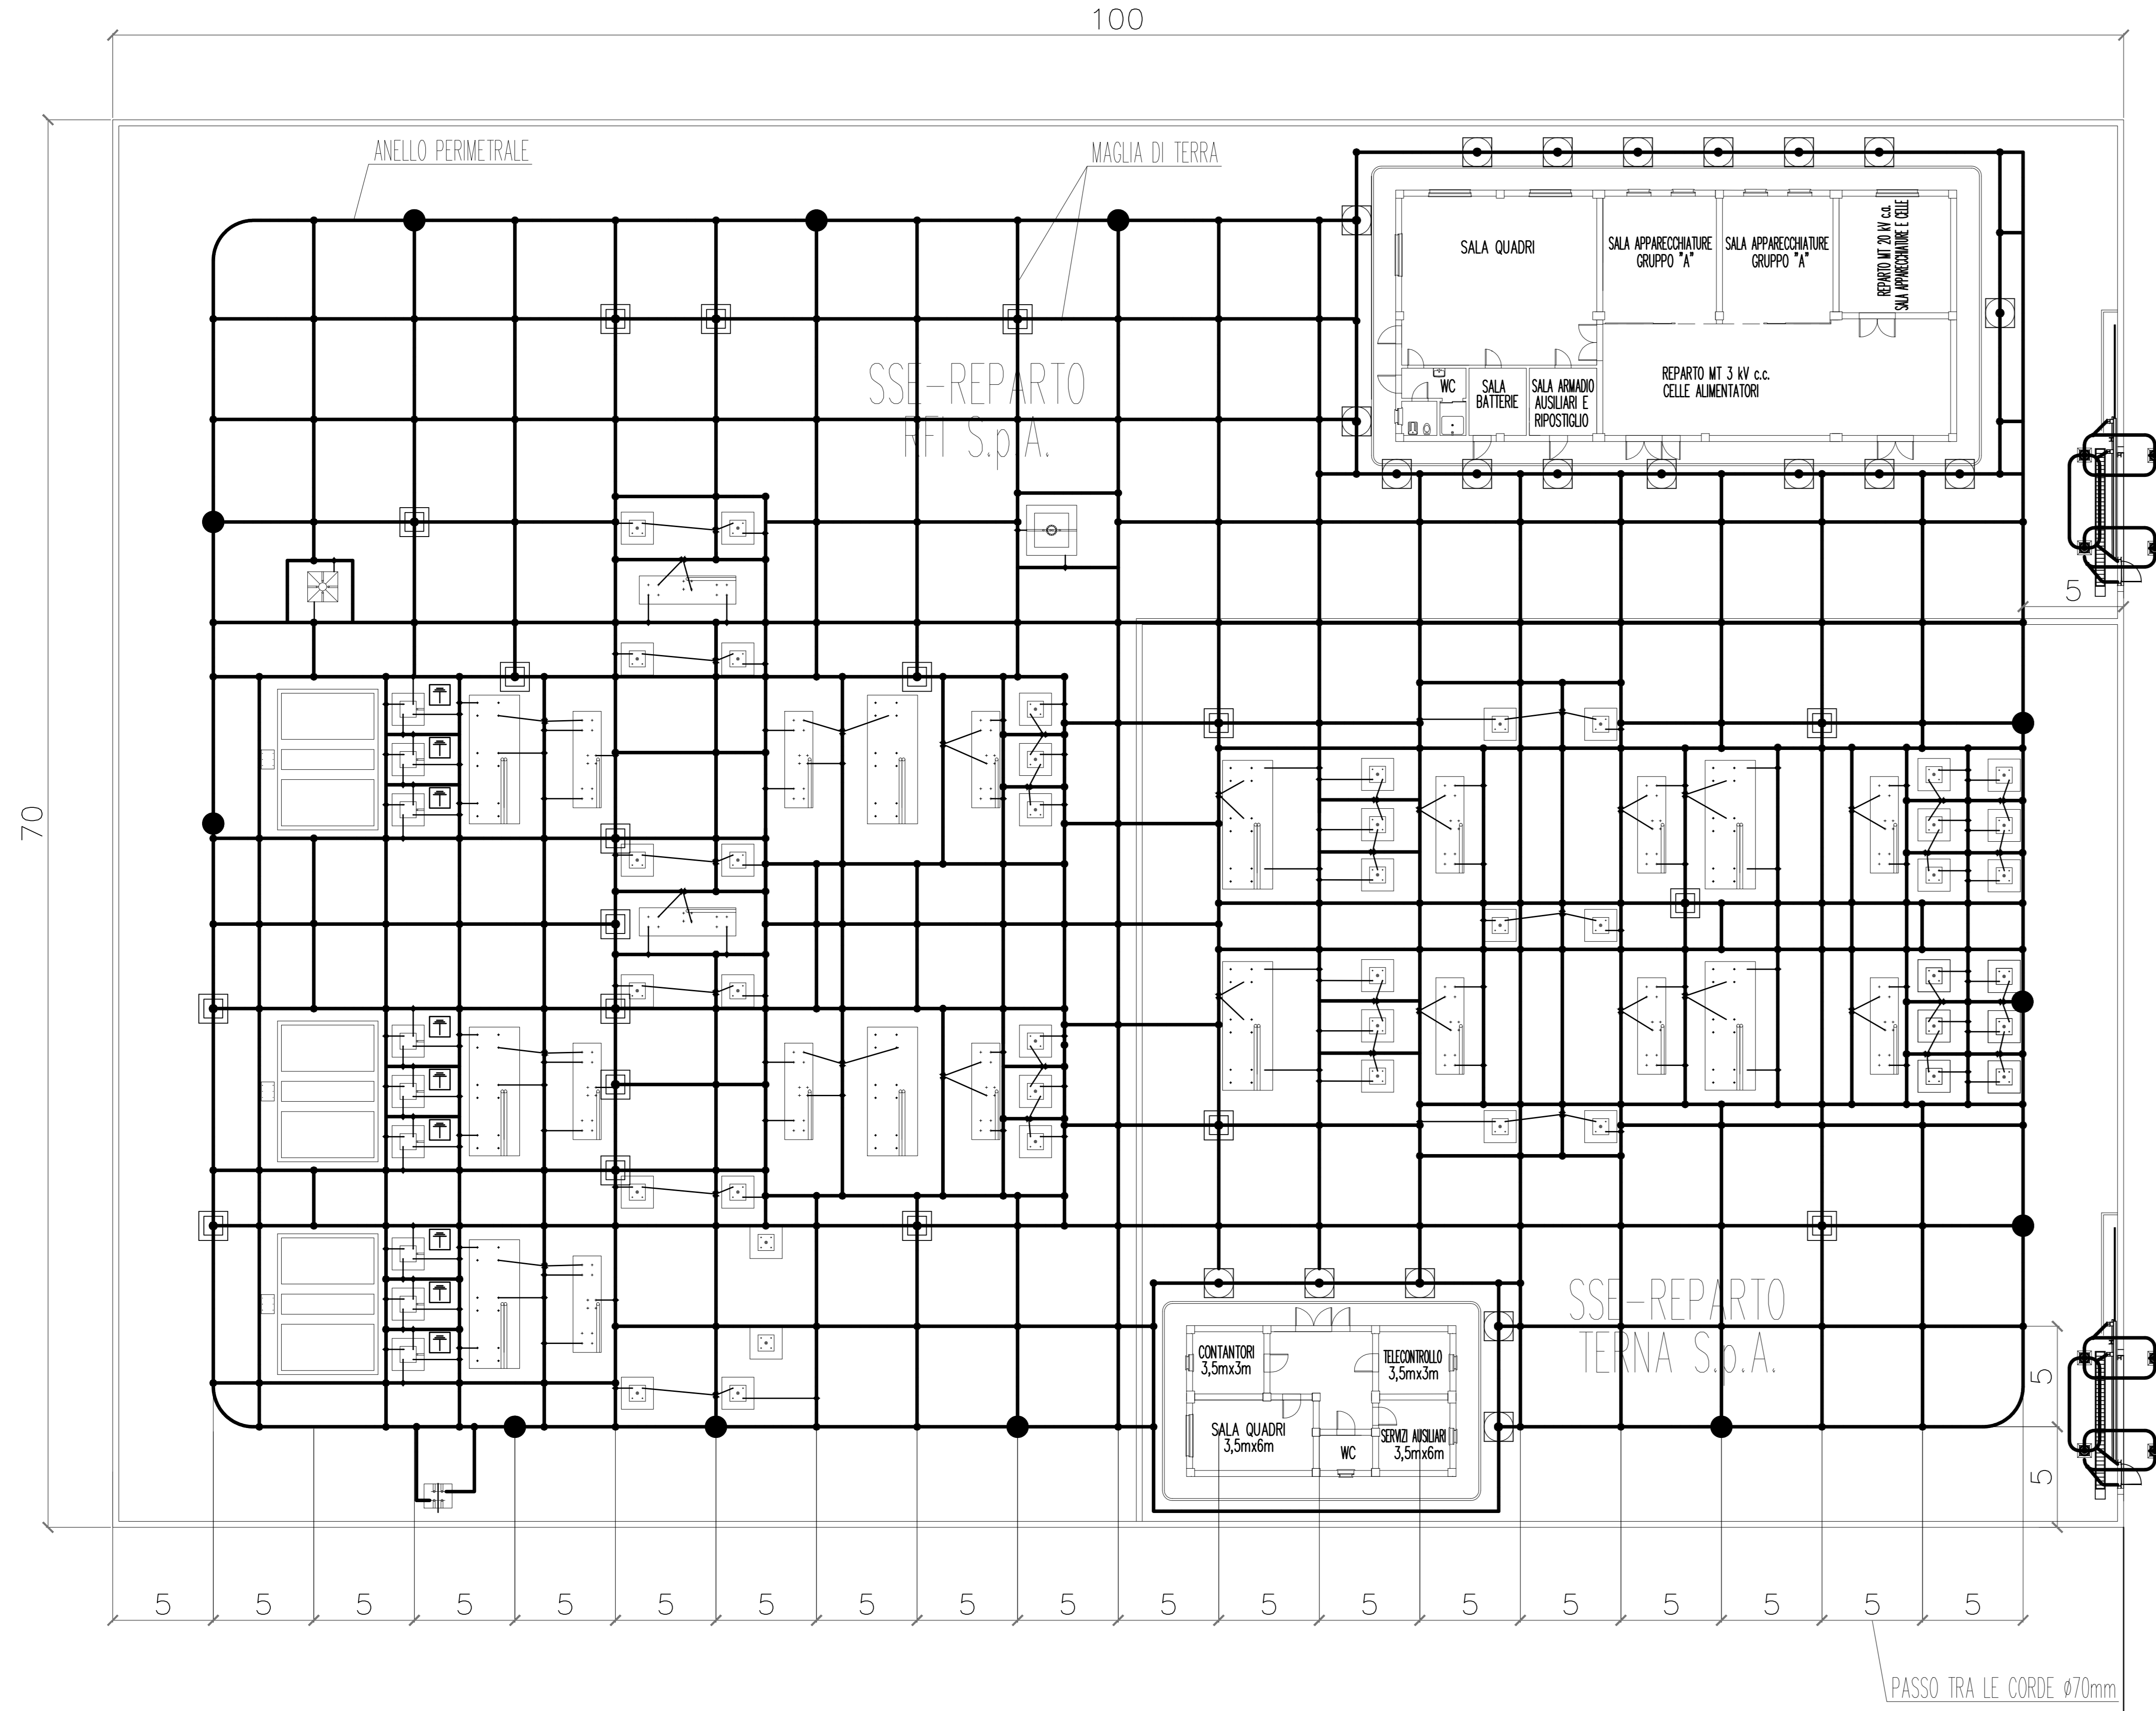 100
ANELLO PERIMETRALE
MAGLIA DI TERRA
SALA QUADRI
SALA APPARECCHIATURE
GRUPPO "A"
SALA APPARECCHIATURE
GRUPPO "A"
REPARTO MT 20 kV c.a.
SALA APPARECCHIATURE E CELLE
SSE-REPARTO
RFI S.p.A.
WC
SALA
BATTERIE
SALA ARMADIO
AUSILIARI E
RIPOSTIGLIO
REPARTO MT 3 kV c.c.
CELLE ALIMENTATORI
5
70
SSE-REPARTO
TERNA S.p.A.
CONTANTORI
3,5mx3m
TELECONTROLLO
3,5mx3m
SALA QUADRI
3,5mx6m
WC
SERVIZI AUSILIARI
3,5mx6m
5
5
5 5 5 5 5 5 5 5 5 5 5 5 5 5 5 5 5 5 5
PASSO TRA LE CORDE ø70mm